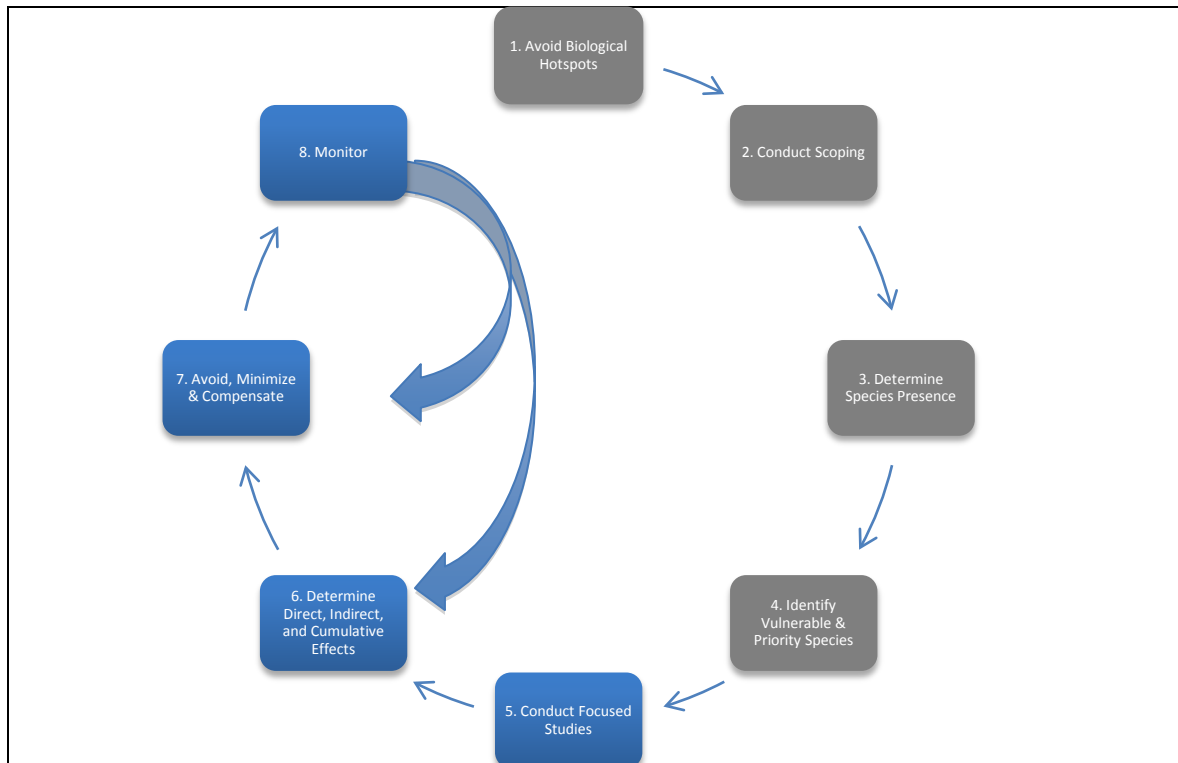 1. Avoid Biological
Hotspots
2. Conduct Scoping
3. Determine
Species Presence
4. Identify
Vulnerable &
Priority Species
5. Conduct Focused
Studies
6. Determine
Direct, Indirect,
and Cumulative
Effects
7. Avoid, Minimize
& Compensate
8. Monitor